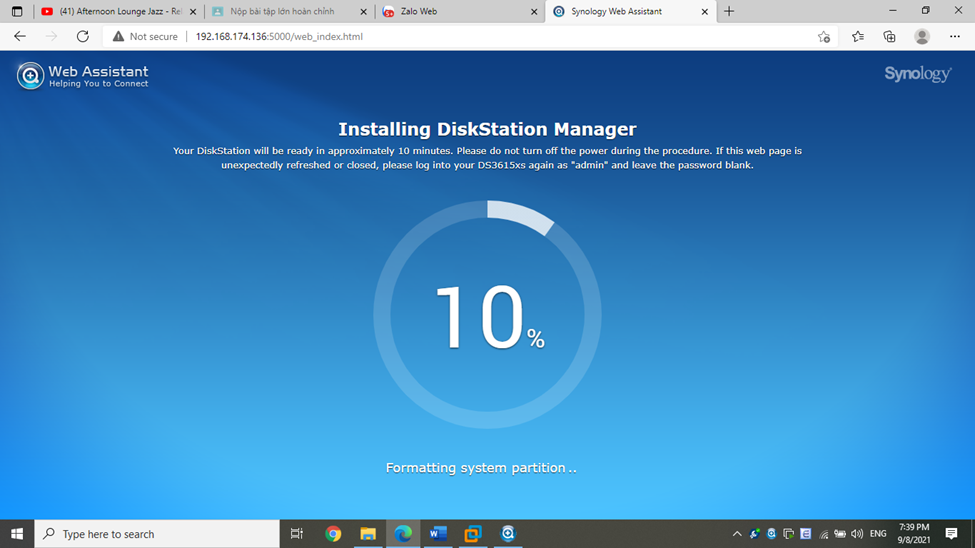 (41) Afternoon Lounge Jazz - Rel
Nộp bài tập lớn hoàn chỉnh
Zalo Web
Synology Web Assistant
Not secure
192.168.174.136:5000/web_index.html
Web Assistant
Helping You to Connect
Synology
Installing DiskStation Manager
Your DiskStation will be ready in approximately 10 minutes. Please do not turn off the power during the procedure. If this web page is
unexpectedly refreshed or closed, please log into your DS3615xs again as "admin" and leave the password blank.
10%
Formatting system partition..
Type here to search
ENG
7:39 PM
9/8/2021